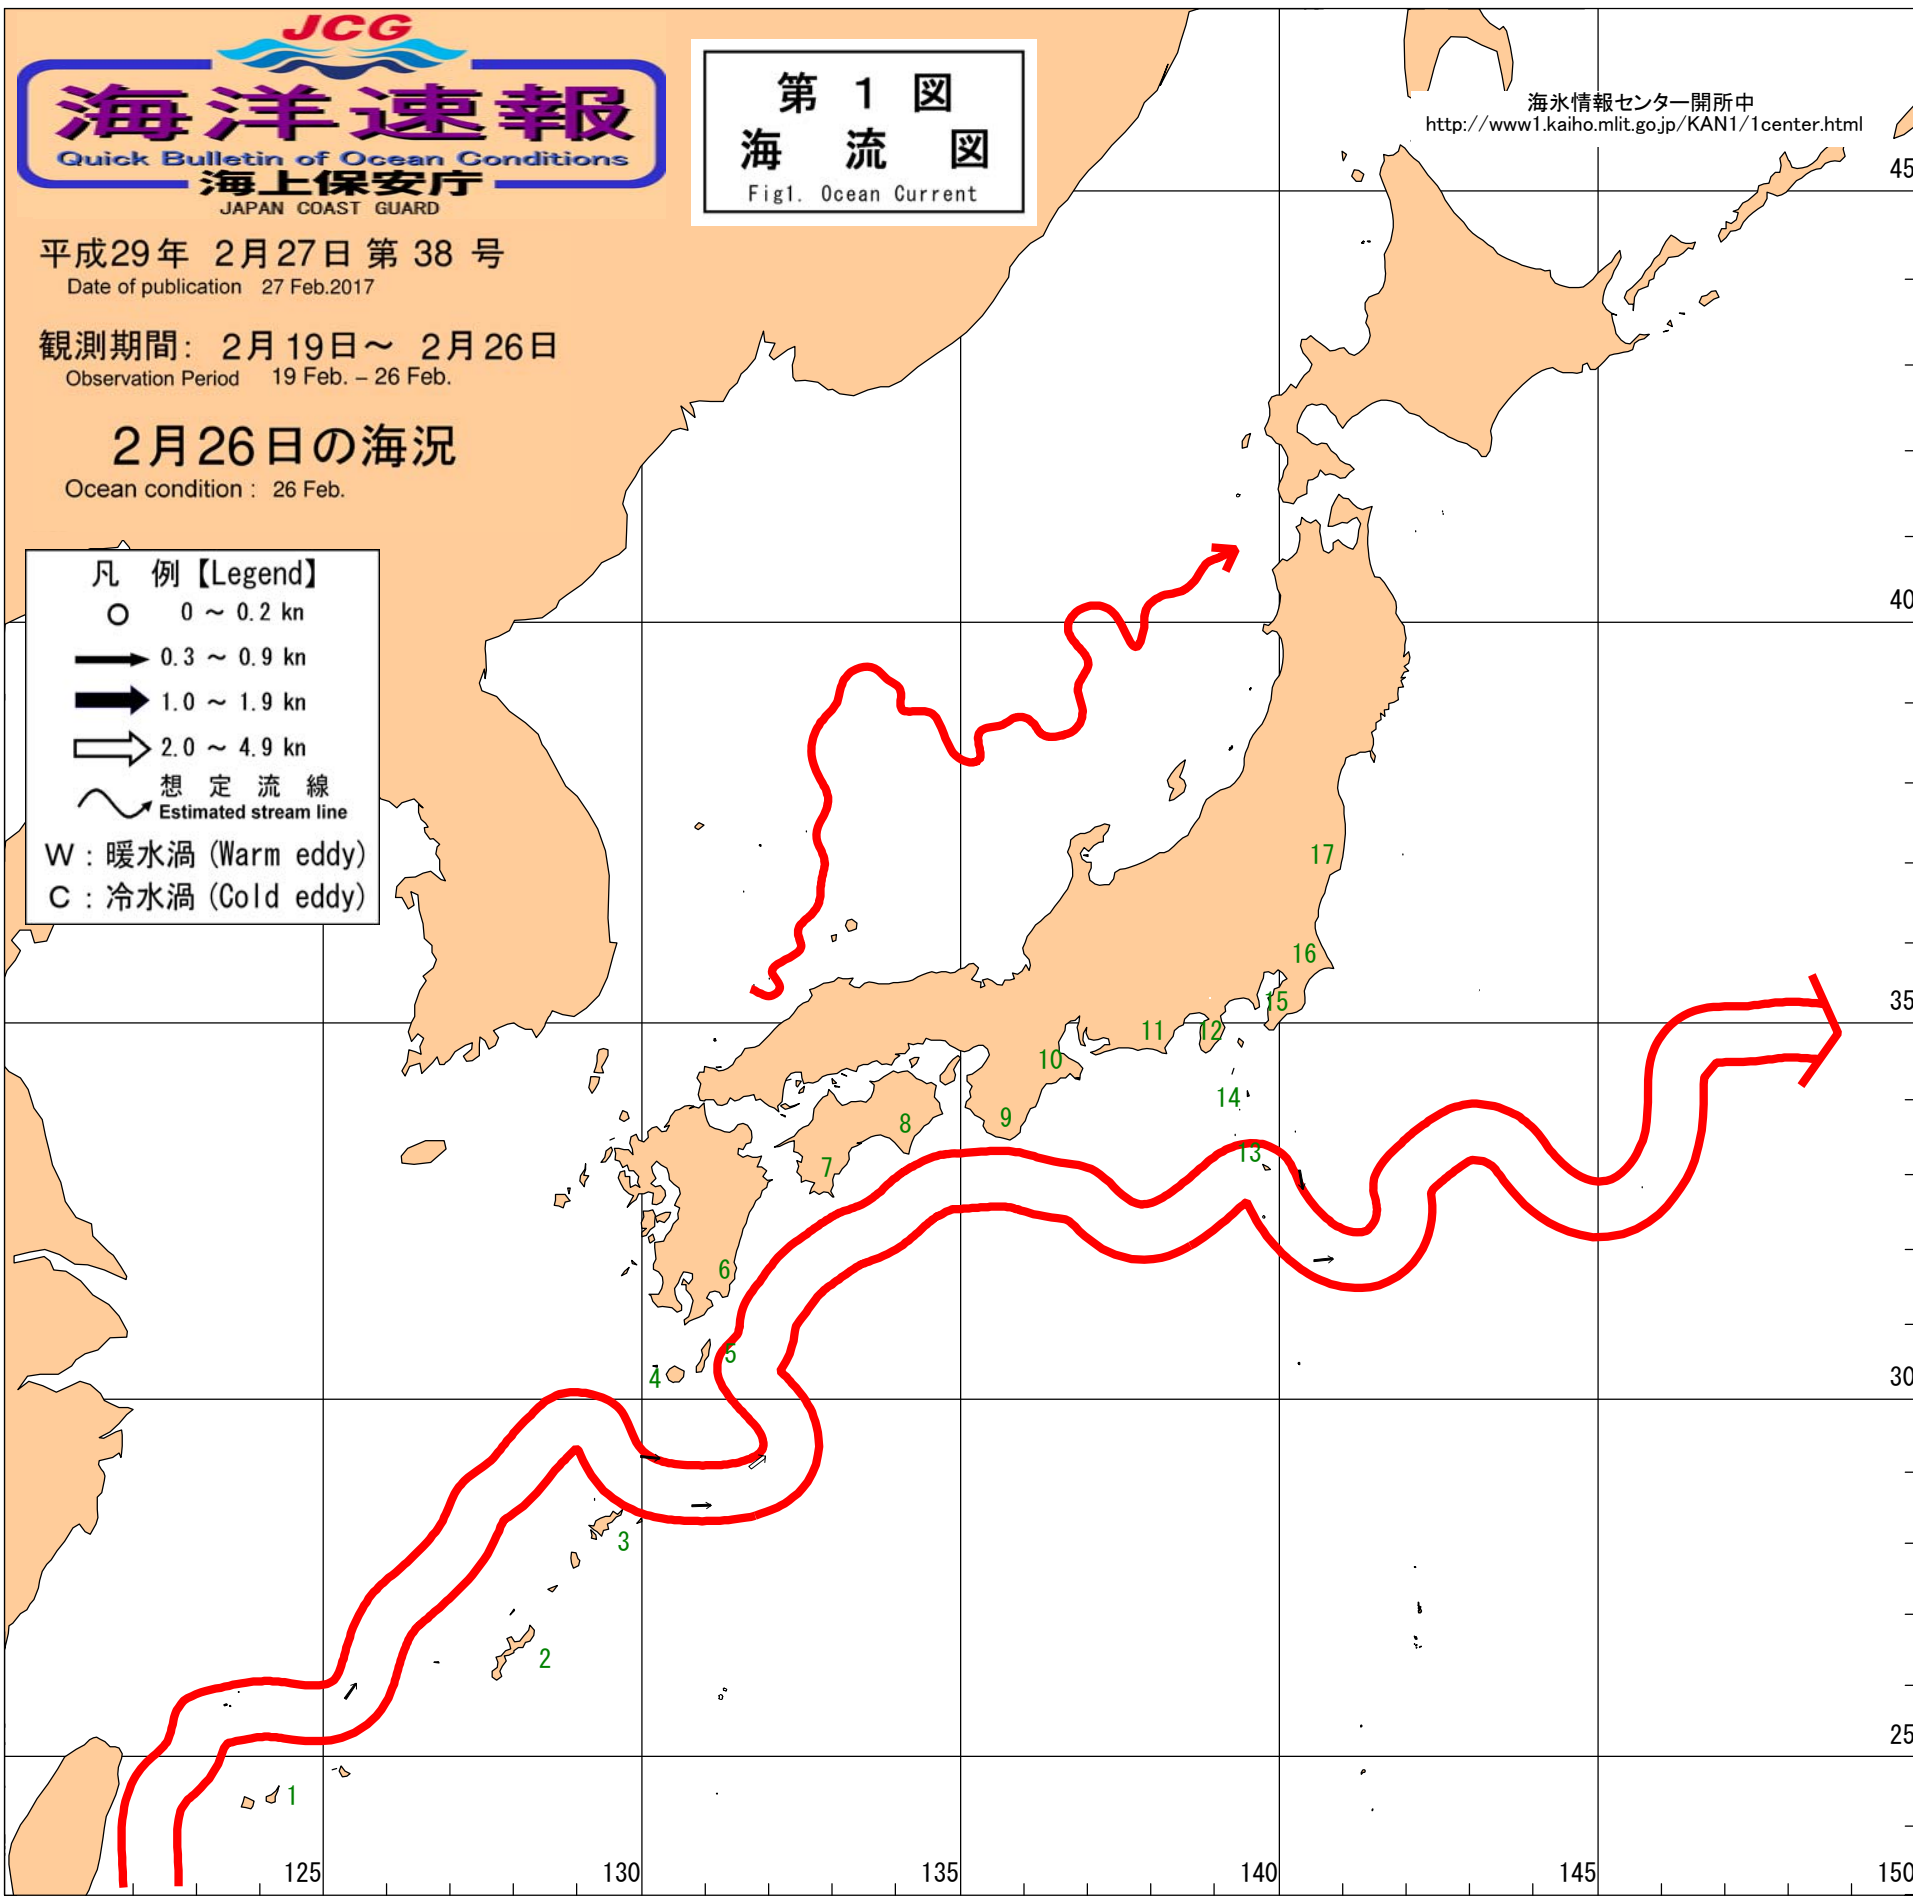 JCG
海洋速報
Quick Bulletin of Ocean Conditions
海上保安庁
JAPAN COAST GUARD
第 1 図
海 流 図
Fig1. Ocean Current
海氷情報センター開所中
http://www1.kaiho.mlit.go.jp/KAN1/1center.html
平成29年 2月27日 第 38 号
Date of publication 27 Feb.2017
観測期間: 2月19日~ 2月26日
Observation Period 19 Feb. – 26 Feb.
2月26日の海況
Ocean condition : 26 Feb.
凡 例【Legend】
0 ~ 0.2 kn
0.3 ~ 0.9 kn
1.0 ~ 1.9 kn
2.0 ~ 4.9 kn
想 定 流 線
Estimated stream line
W : 暖水渦 (Warm eddy)
C : 冷水渦 (Cold eddy)
45
40
17
16
35
15
12
11
10
14
9
8
13
7
6
5
4
30
3
2
25
1
125
130
135
140
145
150